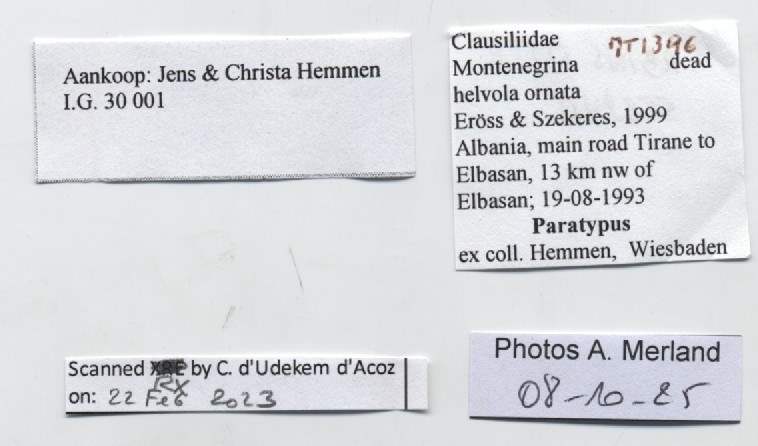 Aankoop: Jens & Christa Hemmen
I.G. 30 001
Clausiliidae MT1396
Montenegrina dead
helvola ornata
Eröss & Szekeres, 1999
Albania, main road Tirane to
Elbasan, 13 km nw of
Elbasan; 19-08-1993
Paratypus
ex coll. Hemmen, Wiesbaden
Scanned by C. d'Udekem d'Acoz
RX
on: 22 Feb 2023
Photos A. Merland
08-10-25